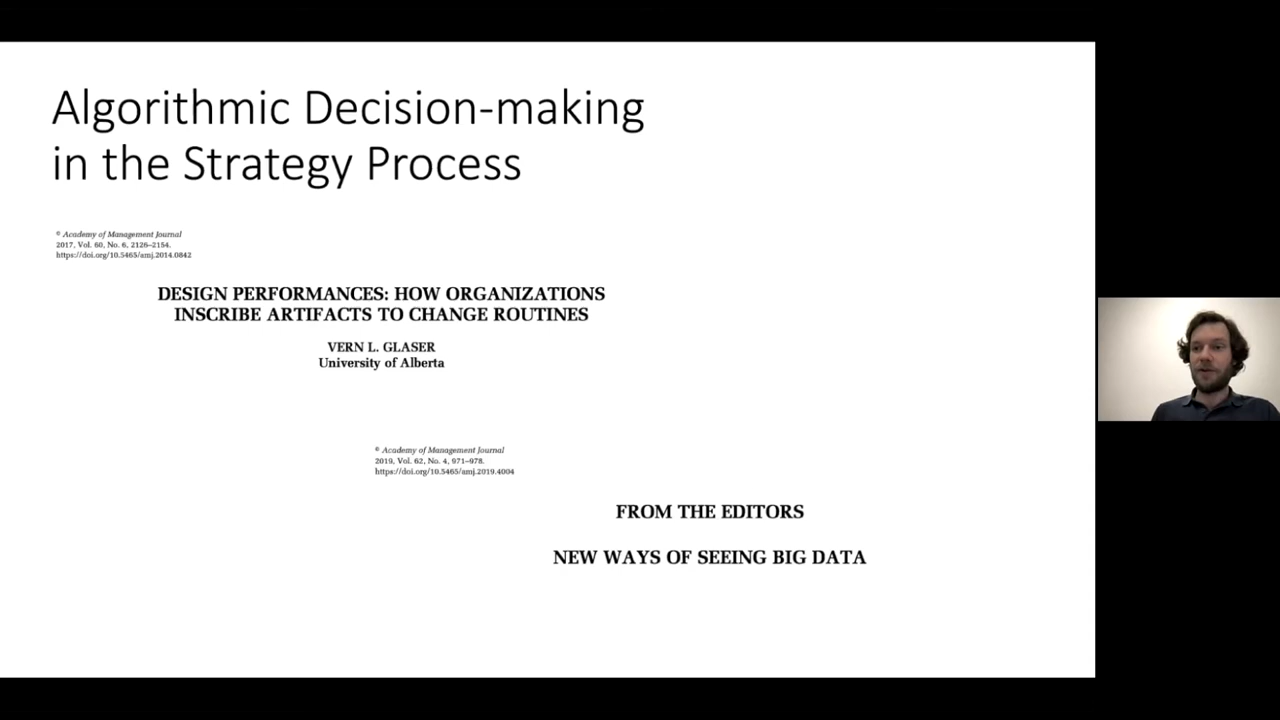 Algorithmic Decision-making
in the Strategy Process
© Academy of Management Journal
2017, Vol. 60, No. 6, 2126–2154.
https://doi.org/10.5465/amj.2014.0842
DESIGN PERFORMANCES: HOW ORGANIZATIONS
INSCRIBE ARTIFACTS TO CHANGE ROUTINES
VERN L. GLASER
University of Alberta
© Academy of Management Journal
2019, Vol. 62, No. 4, 971–978.
https://doi.org/10.5465/amj.2019.4004
FROM THE EDITORS
NEW WAYS OF SEEING BIG DATA